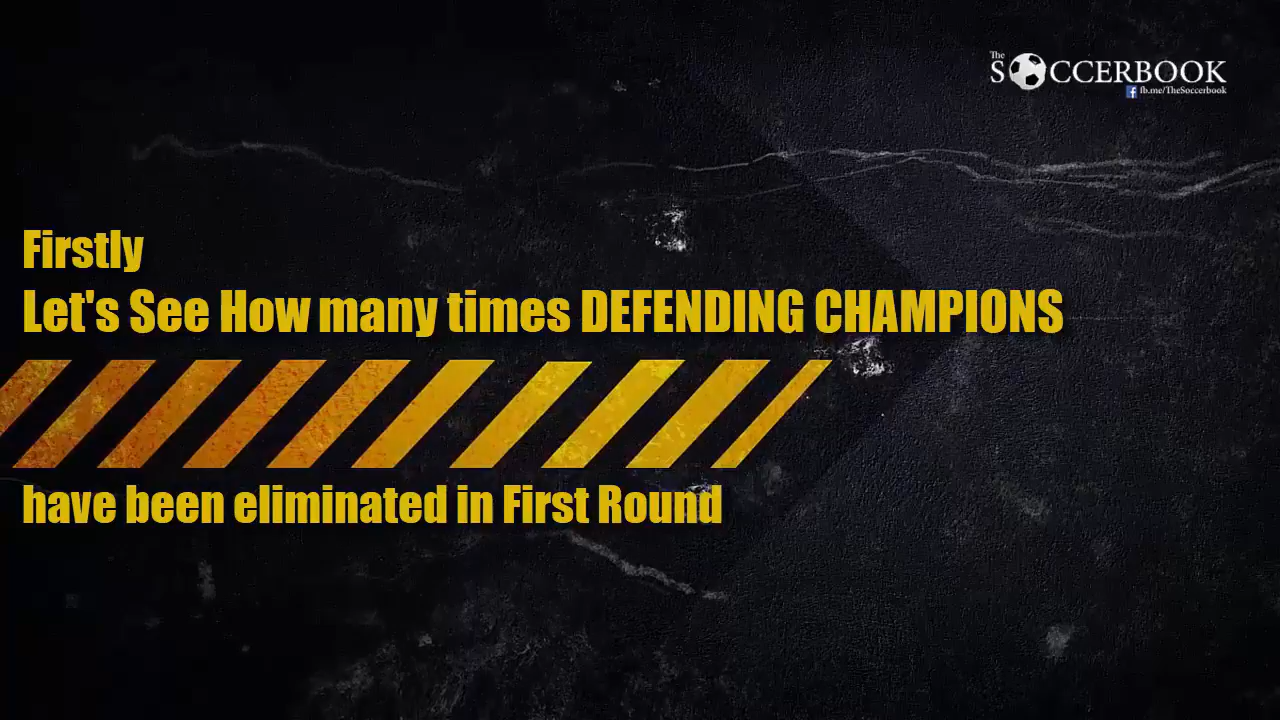 The
SOCCERBOOK
fb.me/TheSoccerbook
Firstly
Let's See How many times DEFENDING CHAMPIONS
have been eliminated in First Round